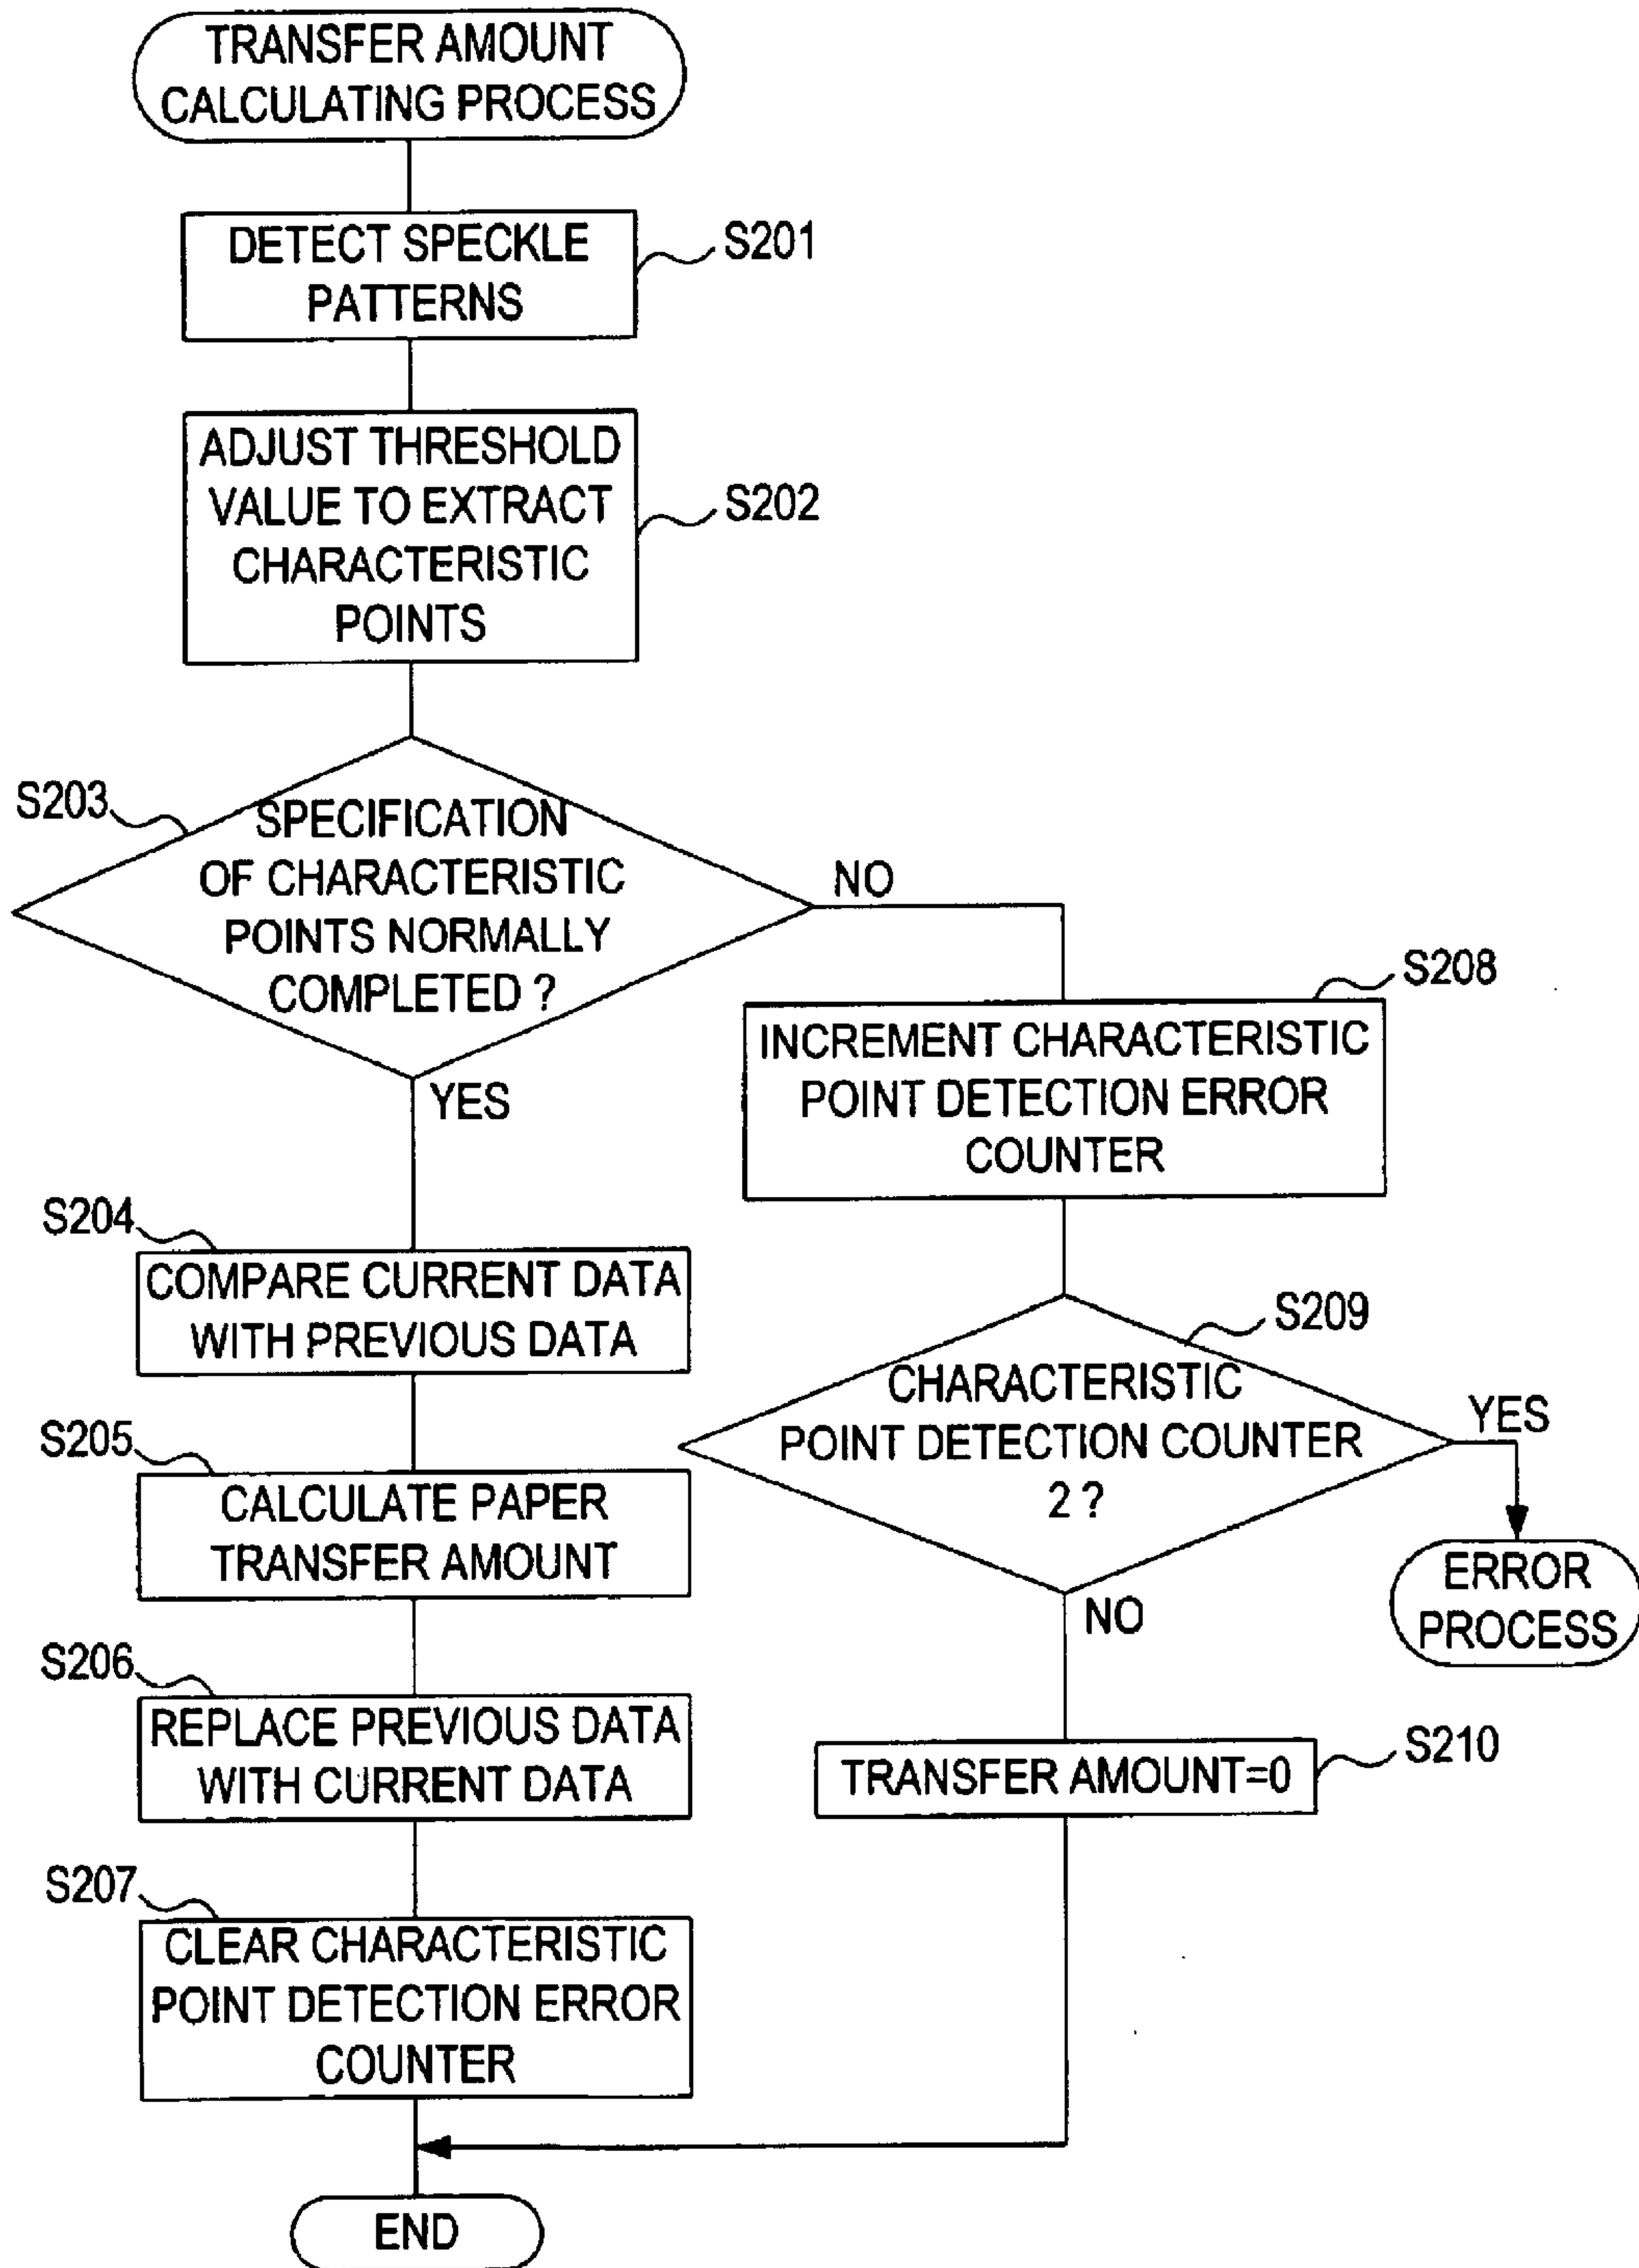 TRANSFER AMOUNT
CALCULATING PROCESS
DETECT SPECKLE
PATTERNS
S201
ADJUST THRESHOLD
VALUE TO EXTRACT
CHARACTERISTIC
POINTS
S202
S203
SPECIFICATION
OF CHARACTERISTIC
POINTS NORMALLY
COMPLETED ?
NO
YES
S204
COMPARE CURRENT DATA
WITH PREVIOUS DATA
S205
CALCULATE PAPER
TRANSFER AMOUNT
S206
REPLACE PREVIOUS DATA
WITH CURRENT DATA
S207
CLEAR CHARACTERISTIC
POINT DETECTION ERROR
COUNTER
S208
INCREMENT CHARACTERISTIC
POINT DETECTION ERROR
COUNTER
S209
CHARACTERISTIC
POINT DETECTION COUNTER
2 ?
YES
ERROR
PROCESS
NO
S210
TRANSFER AMOUNT=0
END